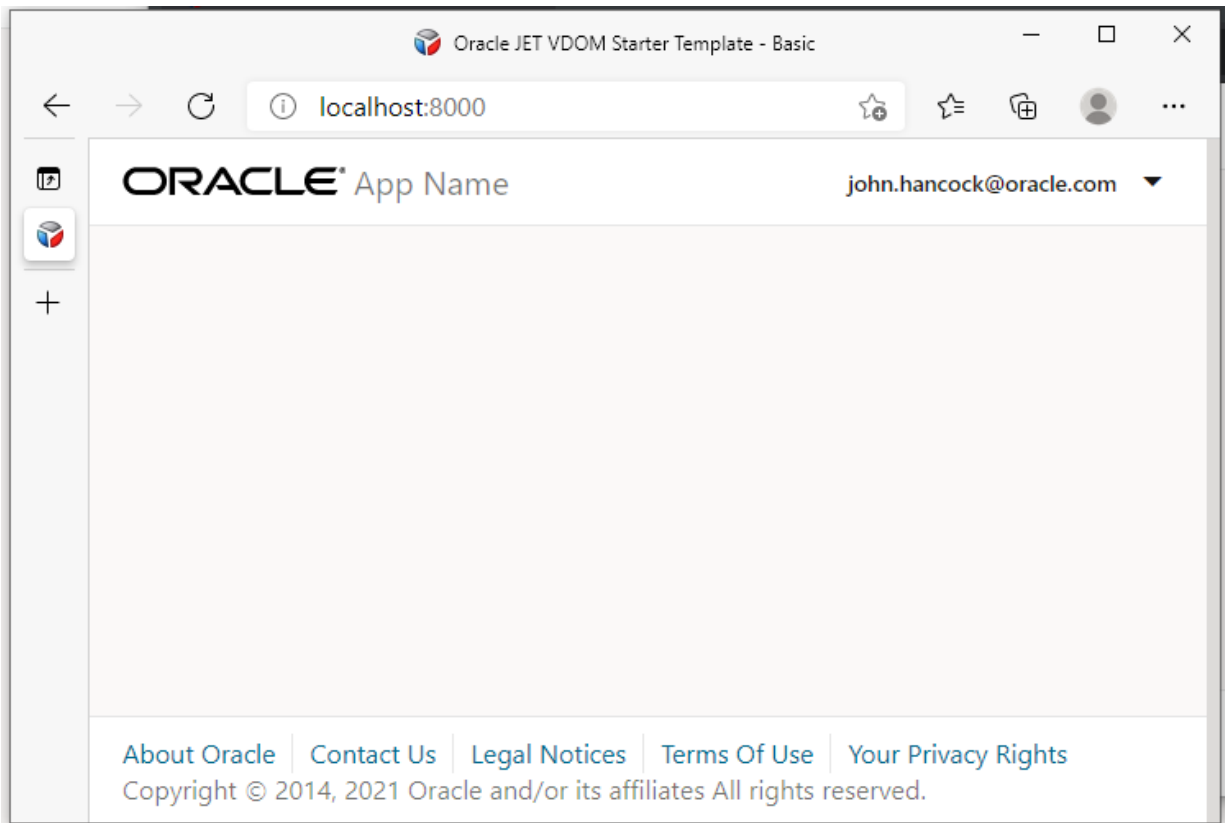 Oracle JET VDOM Starter Template - Basic
localhost:8000
ORACLE® App Name
john.hancock@oracle.com
About Oracle
Contact Us
Legal Notices
Terms Of Use
Your Privacy Rights
Copyright © 2014, 2021 Oracle and/or its affiliates All rights reserved.